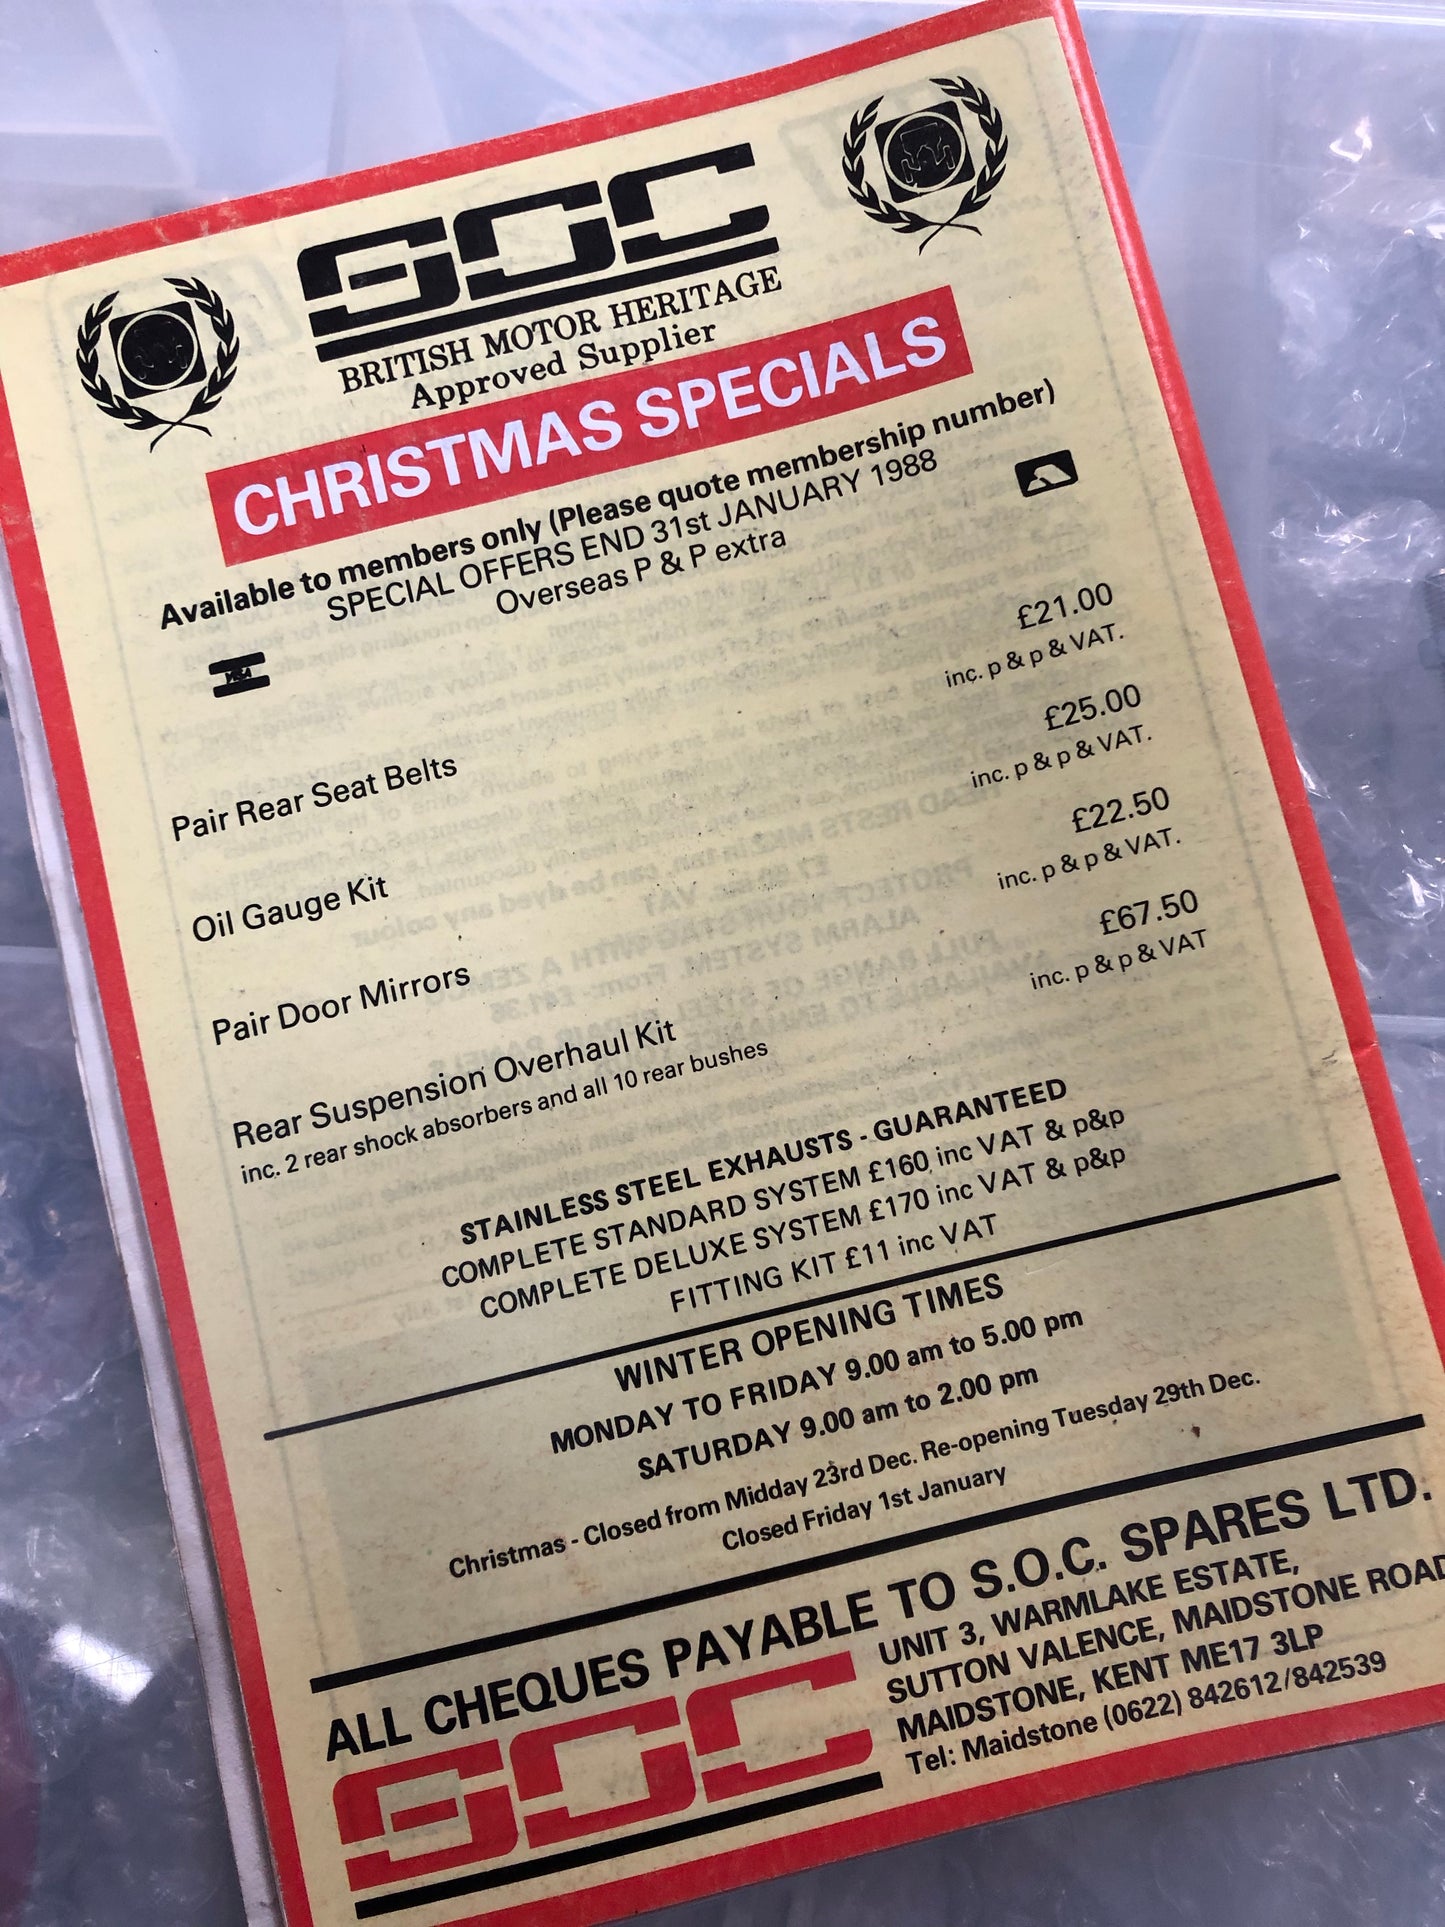 SOC
BRITISH MOTOR HERITAGE
Approved Supplier
CHRISTMAS SPECIALS
Available to members only (Please quote membership number)
SPECIAL OFFERS END 31st JANUARY 1988
Overseas P & P extra
VISA
Pair Rear Seat Belts £21.00
inc. p & p & VAT.
Oil Gauge Kit £25.00
inc. p & p & VAT.
Pair Door Mirrors £22.50
inc. p & p & VAT.
Rear Suspension Overhaul Kit £67.50
inc. 2 rear shock absorbers and all 10 rear bushes inc. p & p & VAT
STAINLESS STEEL EXHAUSTS - GUARANTEED
COMPLETE STANDARD SYSTEM £160 inc VAT & p&p
COMPLETE DELUXE SYSTEM £170 inc VAT & p&p
FITTING KIT £11 inc VAT
WINTER OPENING TIMES
MONDAY TO FRIDAY 9.00 am to 5.00 pm
SATURDAY 9.00 am to 2.00 pm
Christmas - Closed from Midday 23rd Dec. Re-opening Tuesday 29th Dec.
Closed Friday 1st January
ALL CHEQUES PAYABLE TO S.O.C. SPARES LTD.
SOC
UNIT 3, WARMLAKE ESTATE,
SUTTON VALENCE, MAIDSTONE ROAD
MAIDSTONE, KENT ME17 3LP
Tel: Maidstone (0622) 842612/842539